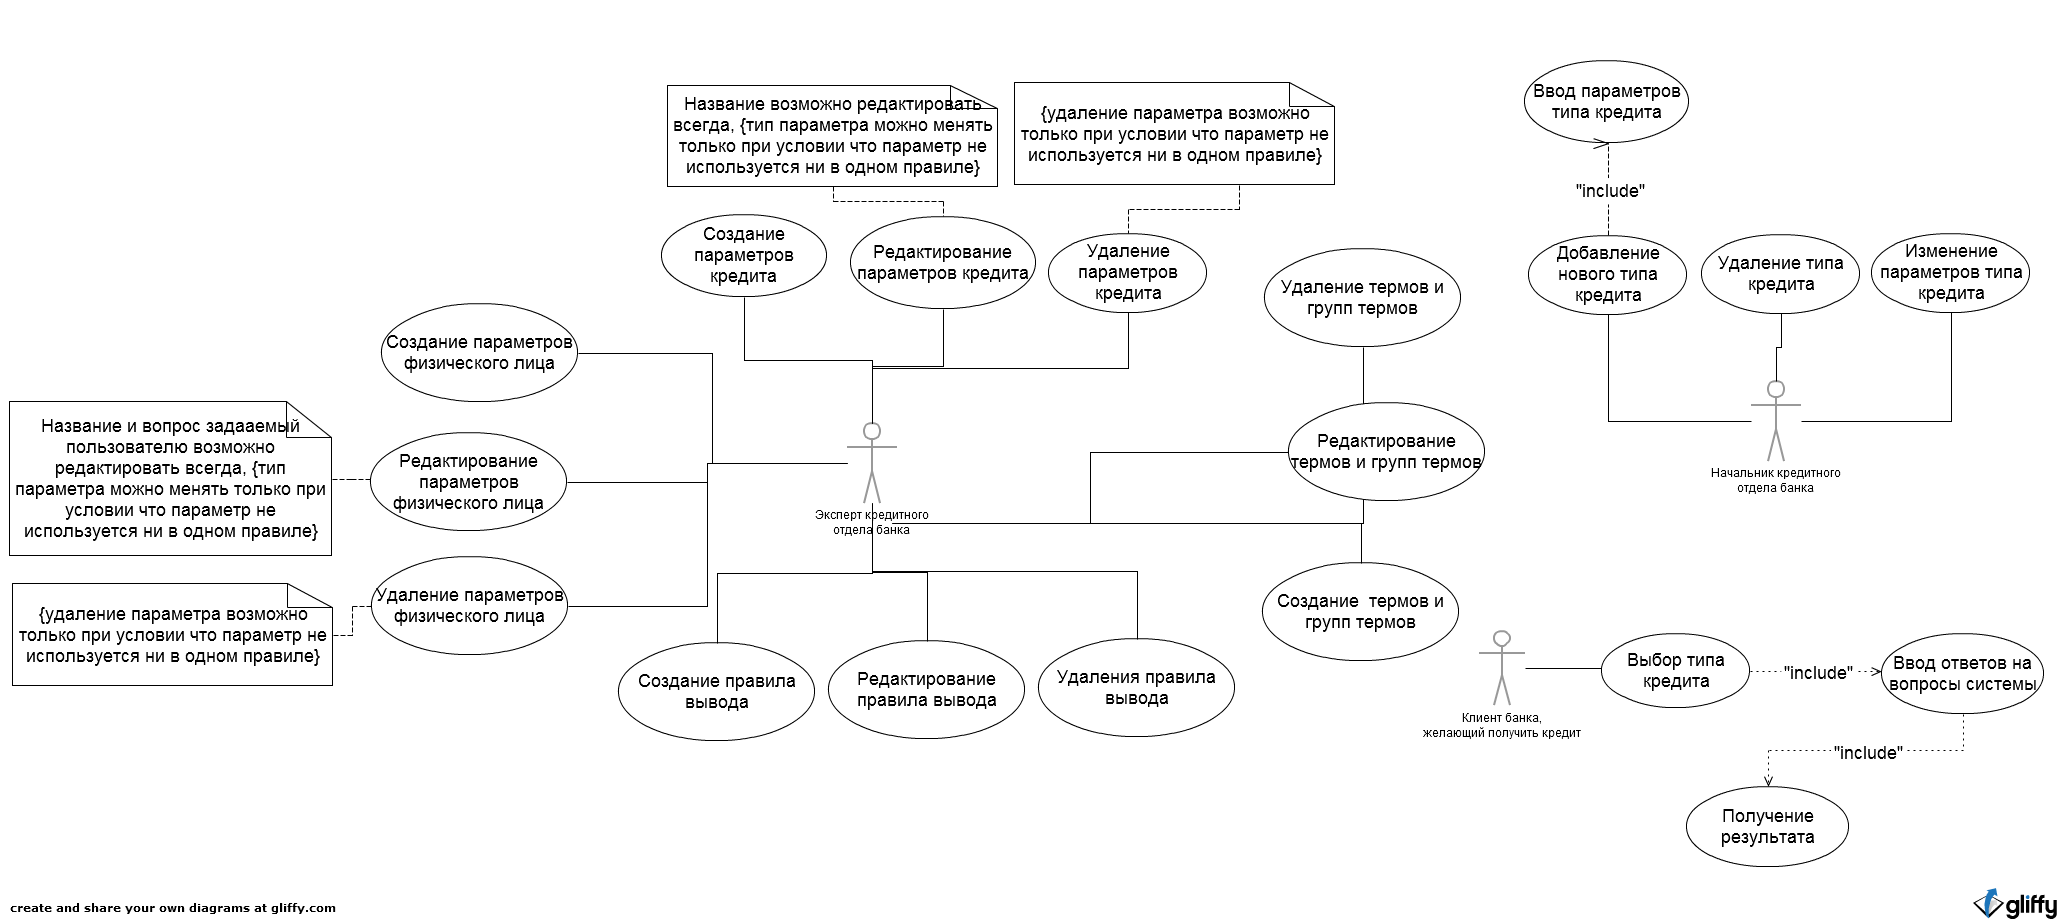 Ввод параметров
типа кредита
"include"
Добавление
нового типа
кредита
Удаление типа
кредита
Изменение
параметров типа
кредита
Начальник кредитного
отдела банка
Название возможно редактировать
всегда, {тип параметра можно менять
только при условии что параметр не
используется ни в одном правиле}
{удаление параметра возможно
только при условии что параметр не
используется ни в одном правиле}
Создание
параметров
кредита
Редактирование
параметров кредита
Удаление
параметров
кредита
Удаление термов и
групп термов
Создание параметров
физического лица
Название и вопрос задааемый
пользователю возможно
редактировать всегда, {тип
параметра можно менять только при
условии что параметр не
используется ни в одном правиле}
Редактирование
параметров
физического лица
Редактирование
термов и групп термов
Эксперт кредитного
отдела банка
{удаление параметра возможно
только при условии что параметр не
используется ни в одном правиле}
Удаление параметров
физического лица
Создание термов и
групп термов
Создание правила
вывода
Редактирование
правила вывода
Удаления правила
вывода
Клиент банка,
желающий получить кредит
Выбор типа
кредита
"include"
Ввод ответов на
вопросы системы
"include"
Получение
результата
create and share your own diagrams at gliffy.com
gliffy